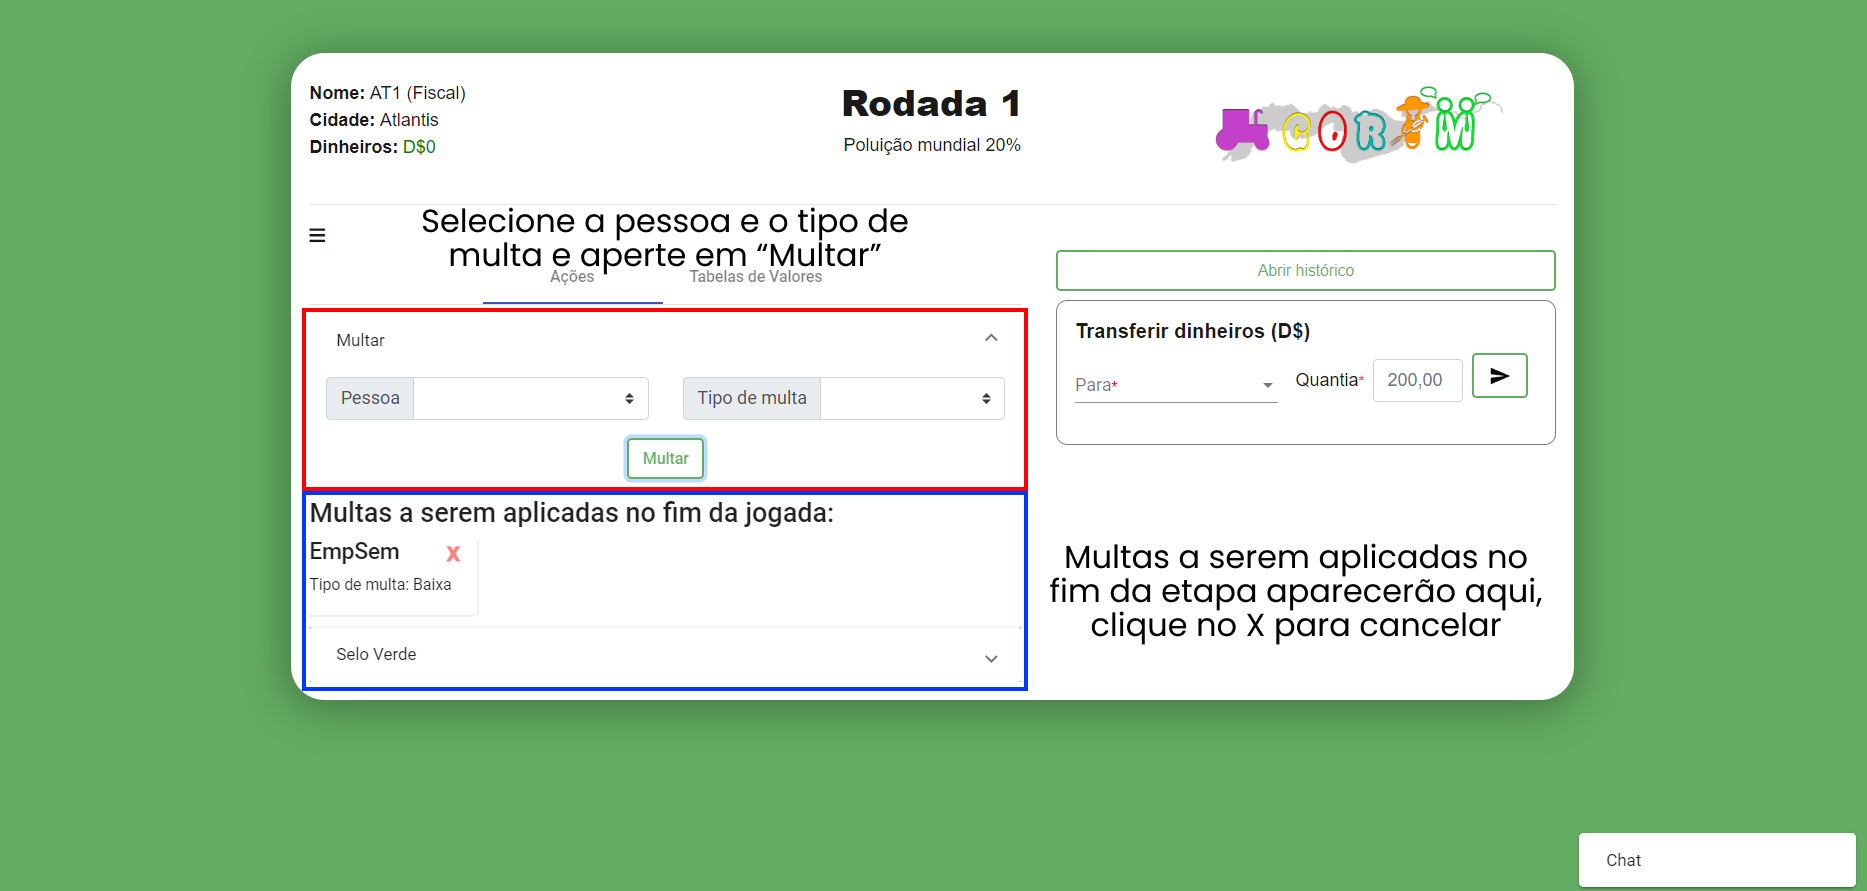 Nome: AT1 (Fiscal)
Cidade: Atlantis
Dinheiros: D$0
Rodada 1
Poluição mundial 20%
CORIM
Selecione a pessoa e o tipo de
multa e aperte em “Multar”
Ações
Tabelas de Valores
Multar
Pessoa
Tipo de multa
Multar
Multas a serem aplicadas no fim da jogada:
EmpSem X
Tipo de multa: Baixa
Selo Verde
Abrir histórico
Transferir dinheiros (D$)
Para*
Quantia* 200,00
Multas a serem aplicadas no
fim da etapa aparecerão aqui,
clique no X para cancelar
Chat